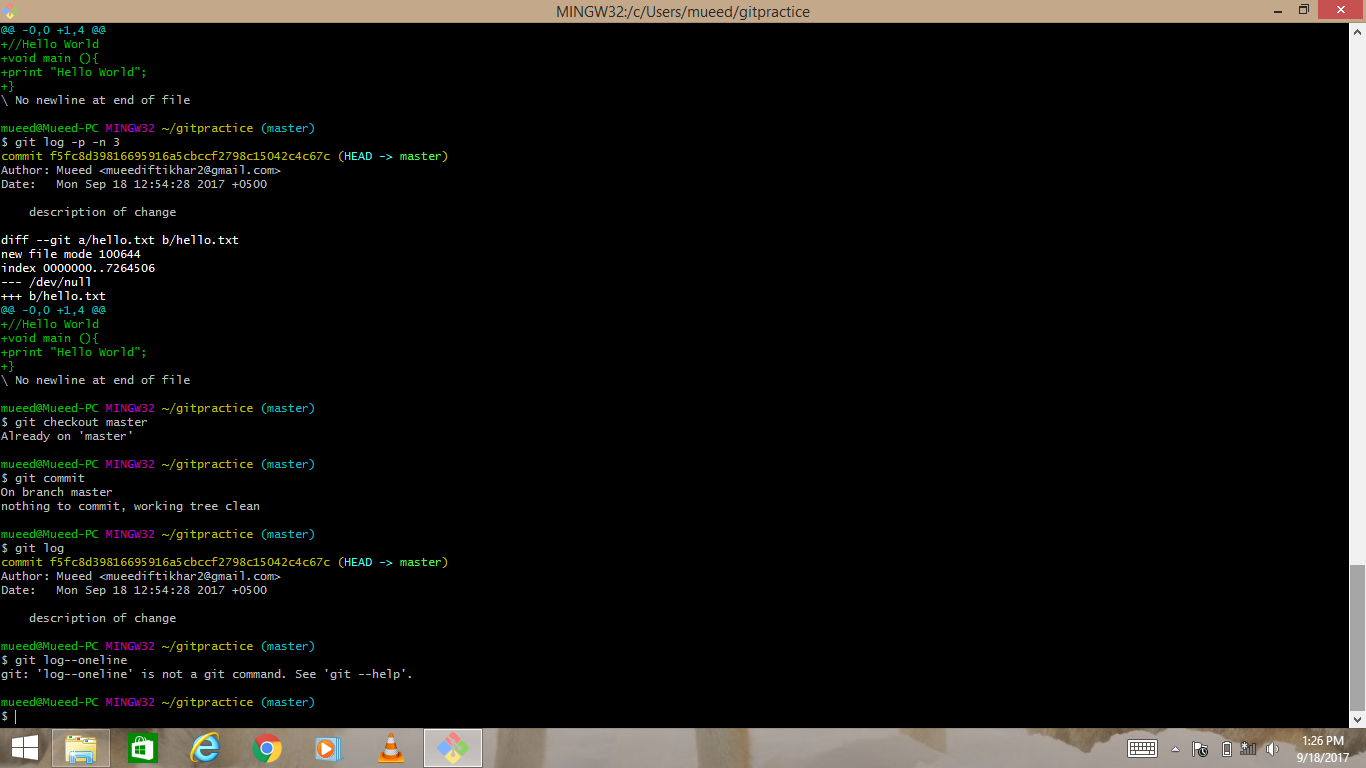 MINGW32:/c/Users/mueed/gitpractice
@@ -0,0 +1,4 @@
+//Hello World
+void main (){
+print "Hello World";
+}
\ No newline at end of file
mueed@Mueed-PC MINGW32 ~/gitpractice (master)
$ git log -p -n 3
commit f5fc8d39816695916a5cbccf2798c15042c4c67c (HEAD -> master)
Author: Mueed <mueediftikhar2@gmail.com>
Date:   Mon Sep 18 12:54:28 2017 +0500
    description of change
diff --git a/hello.txt b/hello.txt
new file mode 100644
index 0000000..7264506
--- /dev/null
+++ b/hello.txt
@@ -0,0 +1,4 @@
+//Hello World
+void main (){
+print "Hello World";
+}
\ No newline at end of file
mueed@Mueed-PC MINGW32 ~/gitpractice (master)
$ git checkout master
Already on 'master'
mueed@Mueed-PC MINGW32 ~/gitpractice (master)
$ git commit
On branch master
nothing to commit, working tree clean
mueed@Mueed-PC MINGW32 ~/gitpractice (master)
$ git log
commit f5fc8d39816695916a5cbccf2798c15042c4c67c (HEAD -> master)
Author: Mueed <mueediftikhar2@gmail.com>
Date:   Mon Sep 18 12:54:28 2017 +0500
    description of change
mueed@Mueed-PC MINGW32 ~/gitpractice (master)
$ git log--oneline
git: 'log--oneline' is not a git command. See 'git --help'.
mueed@Mueed-PC MINGW32 ~/gitpractice (master)
$
1:26 PM
9/18/2017